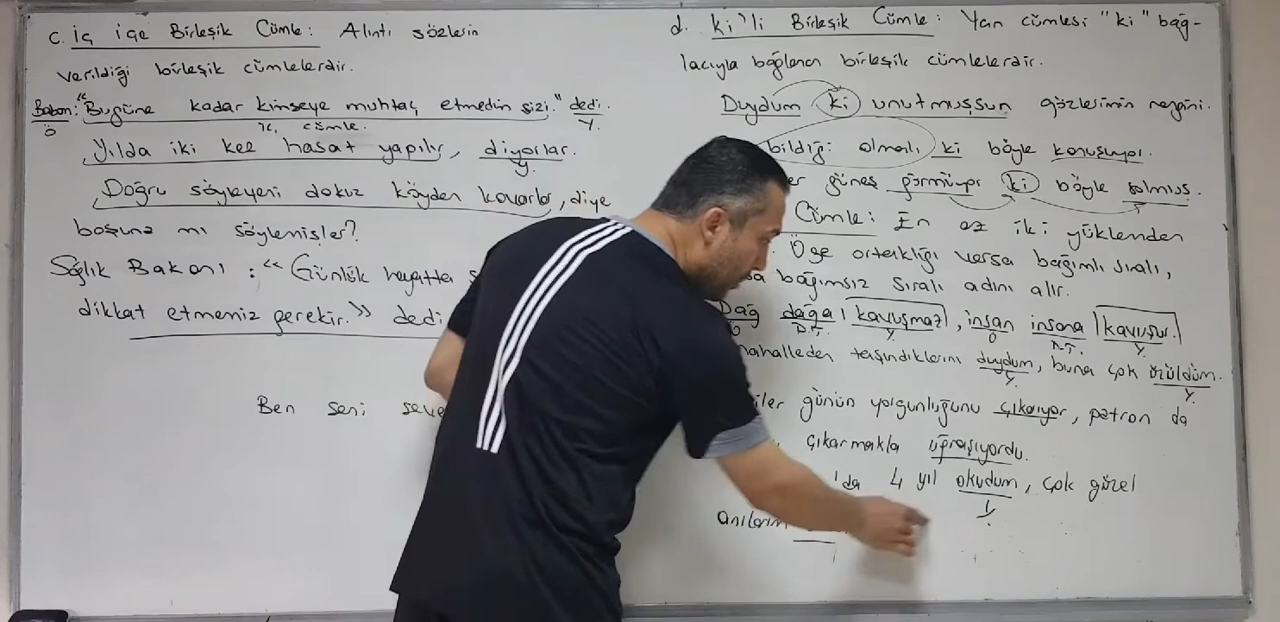 c. İç içe Birleşik Cümle: Alıntı sözlerin
verildiği birleşik cümlelerdir.
Babam: "Bugüne kadar kimseye muhtaç etmedim sizi." dedi.
Ö iç cümle. Y.
Yılda iki kez hasat yapılır, diyorlar.
Y.
Doğru söyleyeni dokuz köyden kovarlar, diye
boşuna mı söylemişler?
Sağlık Bakanı: "Günlük hayatta
dikkat etmeniz gerekir." dedi
Ben seni seve
d. ki'li Birleşik Cümle: Yan cümlesi "ki" bağ-
lacıyla bağlanan birleşik cümlelerdir.
Duydum ki unutmuşsun gözlerimin rengini.
bildiği olmalı ki böyle konuşuyor.
güneş görmüyor ki böyle solmuş.
Cümle: En az iki yüklemden
Öge ortaklığı varsa bağımlı sıralı,
bağımsız sıralı adını alır.
Dağ dağa kavuşmaz, insan insana kavuşur.
Ö D.T. Y. Ö D.T. Y.
mahalleden taşındıklarını duydum, buna çok üzüldüm.
Y. Y.
günün yorgunluğunu çıkarıyor, patron da
çıkarmakla uğraşıyordu.
'da 4 yıl okudum, çok güzel
Y.
anılarım